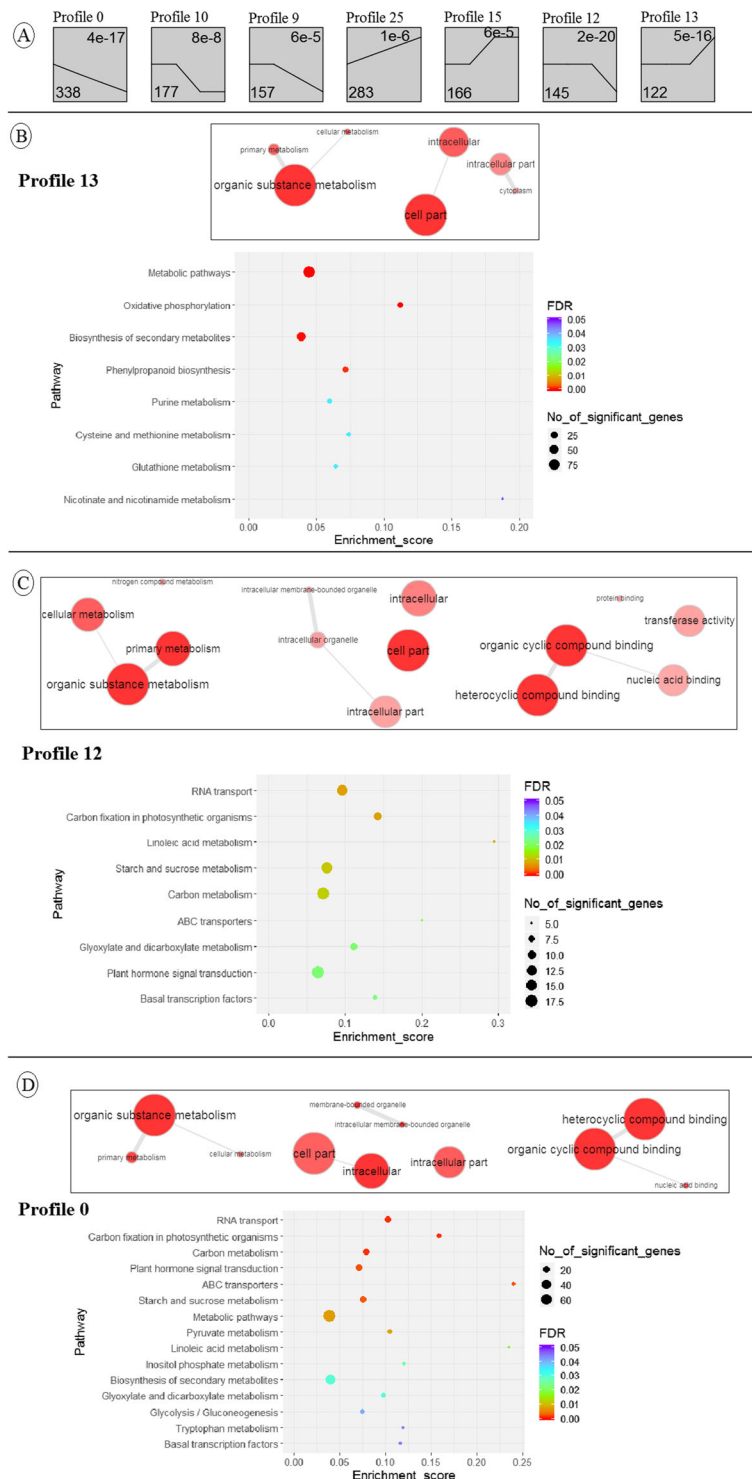 A
Profile 0 Profile 10 Profile 9 Profile 25 Profile 15 Profile 12 Profile 13
4e-17 8e-8 6e-5 1e-6 6e-5 2e-20 5e-16
338 177 157 283 166 145 122
B
Profile 13
cellular metabolism
primary metabolism
organic substance metabolism
intracellular
intracellular part
cytoplasm
cell part
Metabolic pathways
Oxidative phosphorylation
Biosynthesis of secondary metabolites
Phenylpropanoid biosynthesis
Purine metabolism
Cysteine and methionine metabolism
Glutathione metabolism
Nicotinate and nicotinamide metabolism
Pathway
0.00 0.05 0.10 0.15 0.20
Enrichment_score
FDR
0.05
0.04
0.03
0.02
0.01
0.00
No_of_significant_genes
25
50
75
C
nitrogen compound metabolism
cellular metabolism
primary metabolism
organic substance metabolism
intracellular membrane-bounded organelle
intracellular
intracellular organelle
cell part
intracellular part
protein binding
transferase activity
organic cyclic compound binding
nucleic acid binding
heterocyclic compound binding
Profile 12
RNA transport
Carbon fixation in photosynthetic organisms
Linoleic acid metabolism
Starch and sucrose metabolism
Carbon metabolism
ABC transporters
Glyoxylate and dicarboxylate metabolism
Plant hormone signal transduction
Basal transcription factors
Pathway
0.0 0.1 0.2 0.3
Enrichment_score
FDR
0.05
0.04
0.03
0.02
0.01
0.00
No_of_significant_genes
5.0
7.5
10.0
12.5
15.0
17.5
D
organic substance metabolism
primary metabolism
cellular metabolism
membrane-bounded organelle
intracellular membrane-bounded organelle
cell part
intracellular
intracellular part
heterocyclic compound binding
organic cyclic compound binding
nucleic acid binding
Profile 0
RNA transport
Carbon fixation in photosynthetic organisms
Carbon metabolism
Plant hormone signal transduction
ABC transporters
Starch and sucrose metabolism
Metabolic pathways
Pyruvate metabolism
Linoleic acid metabolism
Inositol phosphate metabolism
Biosynthesis of secondary metabolites
Glyoxylate and dicarboxylate metabolism
Glycolysis / Gluconeogenesis
Tryptophan metabolism
Basal transcription factors
Pathway
0.00 0.05 0.10 0.15 0.20 0.25
Enrichment_score
No_of_significant_genes
20
40
60
FDR
0.05
0.04
0.03
0.02
0.01
0.00